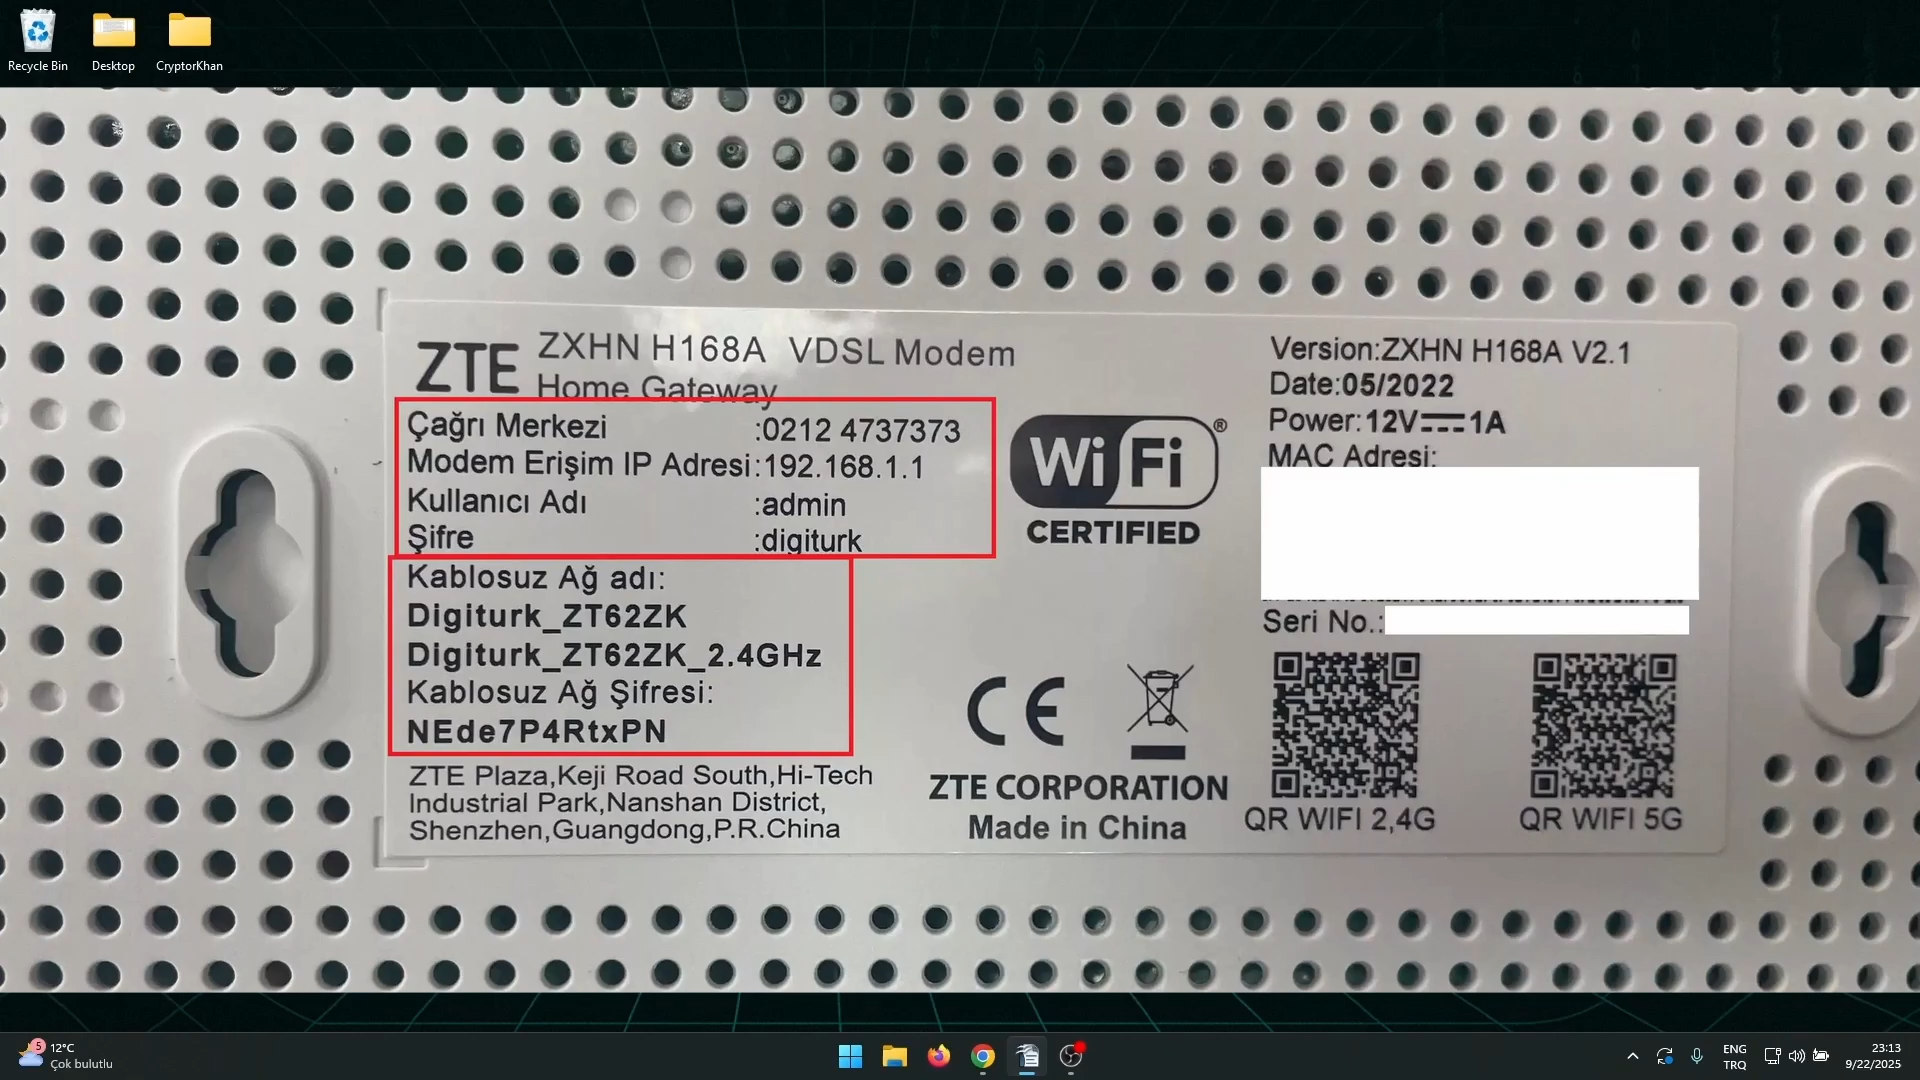 Recycle Bin
Desktop
CryptorKhan
ZTE
ZXHN H168A VDSL Modem
Home Gateway
Çağrı Merkezi :0212 4737373
Modem Erişim IP Adresi:192.168.1.1
Kullanıcı Adı :admin
Şifre :digiturk
Kablosuz Ağ adı:
Digiturk_ZT62ZK
Digiturk_ZT62ZK_2.4GHz
Kablosuz Ağ Şifresi:
NEde7P4RtxPN
ZTE Plaza,Keji Road South,Hi-Tech
Industrial Park,Nanshan District,
Shenzhen,Guangdong,P.R.China
WiFi®
CERTIFIED
CE
ZTE CORPORATION
Made in China
Version:ZXHN H168A V2.1
Date:05/2022
Power:12V⎓1A
MAC Adresi:
Seri No.:
QR WIFI 2,4G
QR WIFI 5G
5
12°C
Çok bulutlu
ENG
TRQ
23:13
9/22/2025